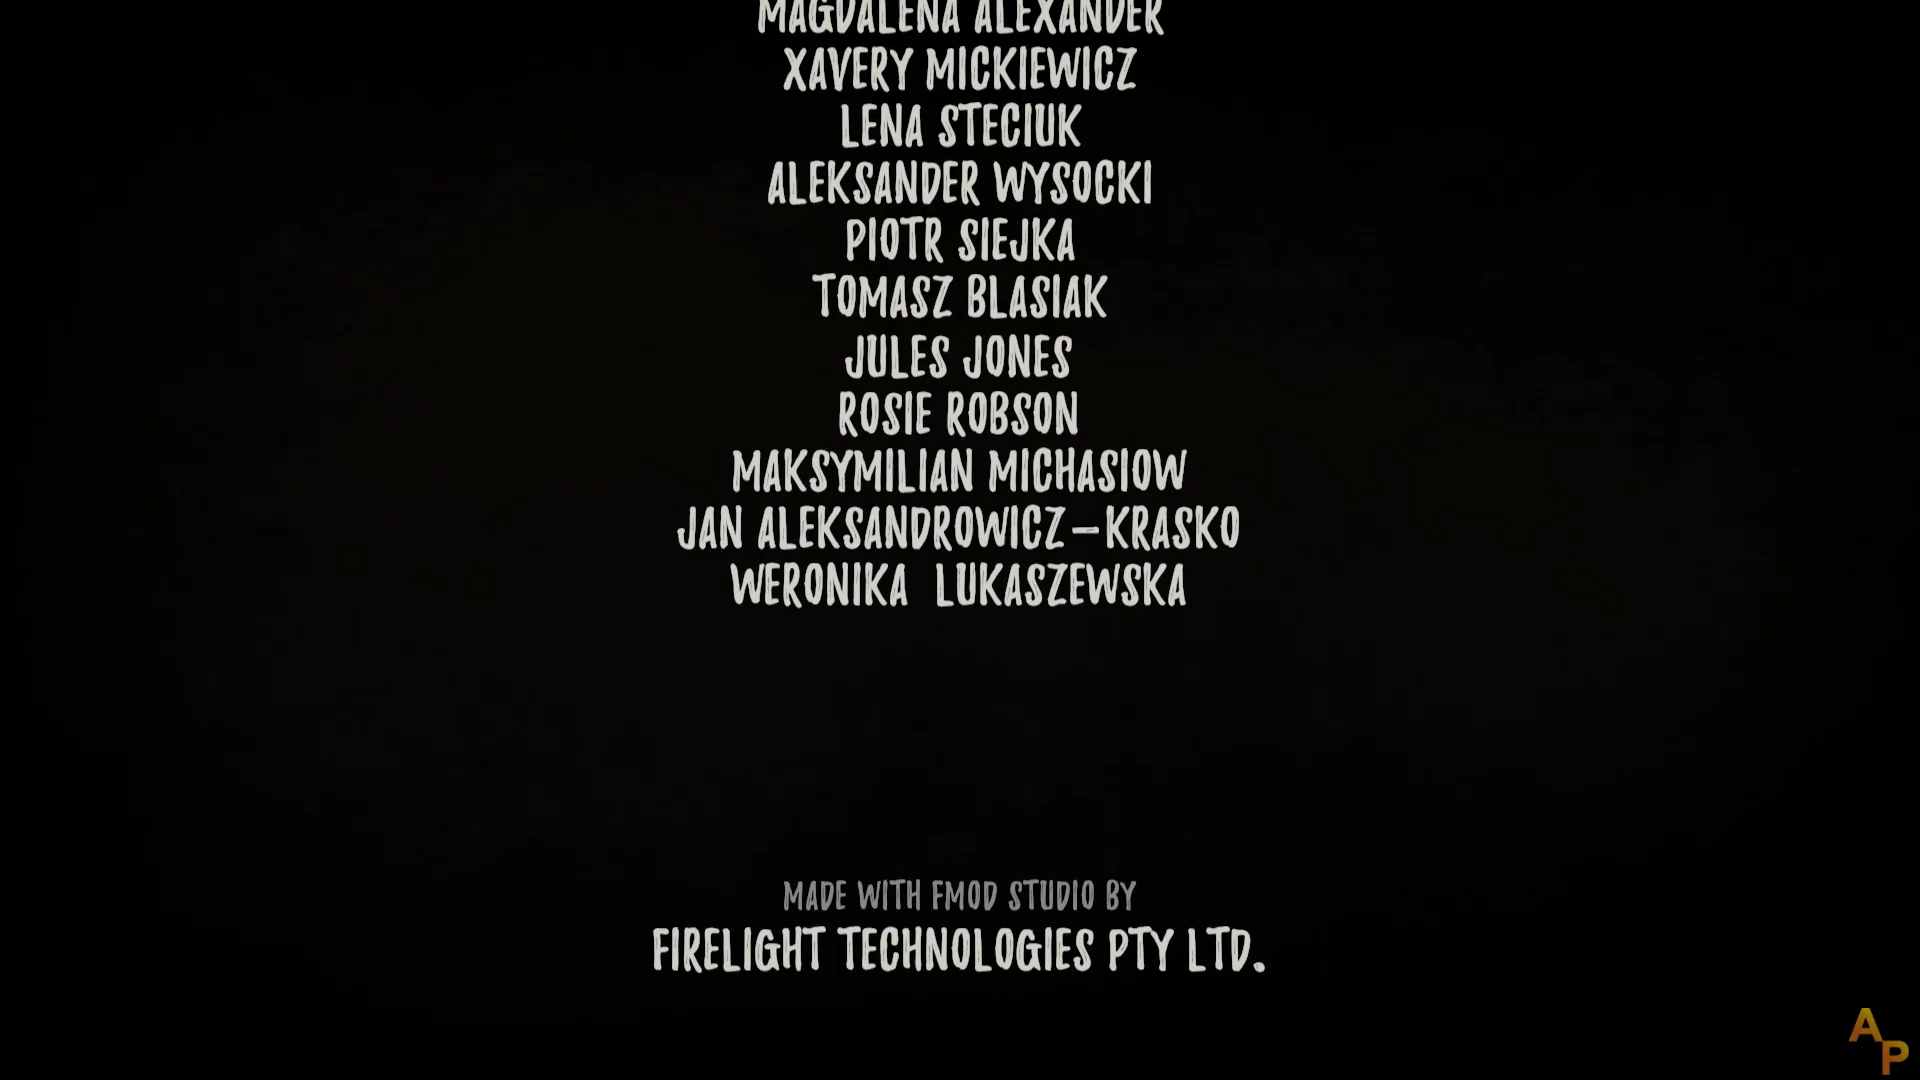 MAGDALENA ALEXANDER
XAVERY MICKIEWICZ
LENA STECIUK
ALEKSANDER WYSOCKI
PIOTR SIEJKA
TOMASZ BLASIAK
JULES JONES
ROSIE ROBSON
MAKSYMILIAN MICHASIOW
JAN ALEKSANDROWICZ-KRASKO
WERONIKA LUKASZEWSKA
MADE WITH FMOD STUDIO BY
FIRELIGHT TECHNOLOGIES PTY LTD.
AP